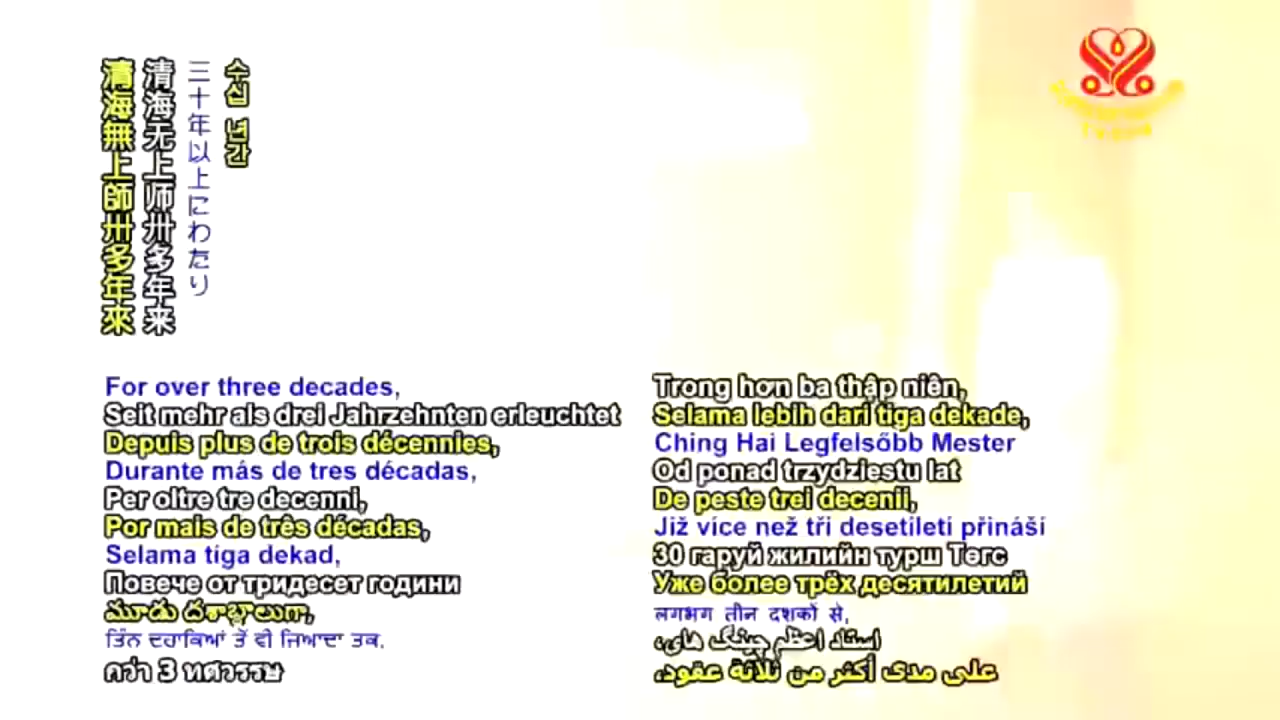 清海無上師卅多年來
清海无上师卅多年来
三十年以上にわたり
수십 년간
For over three decades,
Seit mehr als drei Jahrzehnten erleuchtet
Depuis plus de trois décennies,
Durante más de tres décadas,
Per oltre tre decenni,
Por mais de três décadas,
Selama tiga dekad,
Повече от тридесет години
మూడు దశాబ్దాలుగా,
ਤਿੰਨ ਦਹਾਕਿਆਂ ਤੋਂ ਵੀ ਜਿਆਦਾ ਤਕ,
กว่า 3 ทศวรรษ
Trong hơn ba thập niên,
Selama lebih dari tiga dekade,
Ching Hai Legfelsőbb Mester
Od ponad trzydziestu lat
De peste trei decenii,
Již více než tři desetiletí přináší
30 гаруй жилийн турш Төгс
Уже более трёх десятилетий
लगभग तीन दशकों से,
استاد اعظم چینگ های،
على مدى أكثر من ثلاثة عقود،